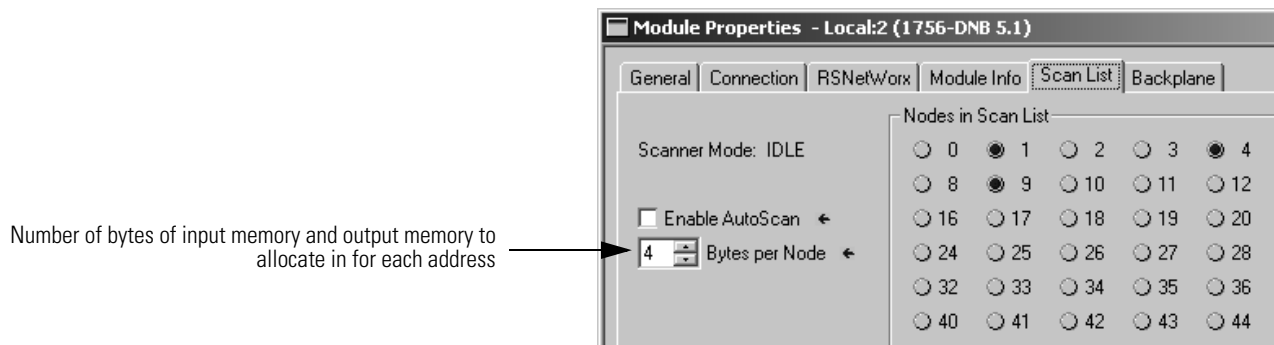 Module Properties - Local:2 (1756-DNB 5.1)
General Connection RSNetWorx Module Info Scan List Backplane
Nodes in Scan List
Scanner Mode: IDLE
0 1 2 3 4
8 9 10 11 12
Enable AutoScan
16 17 18 19 20
Number of bytes of input memory and output memory to
allocate in for each address
4 Bytes per Node
24 25 26 27 28
32 33 34 35 36
40 41 42 43 44